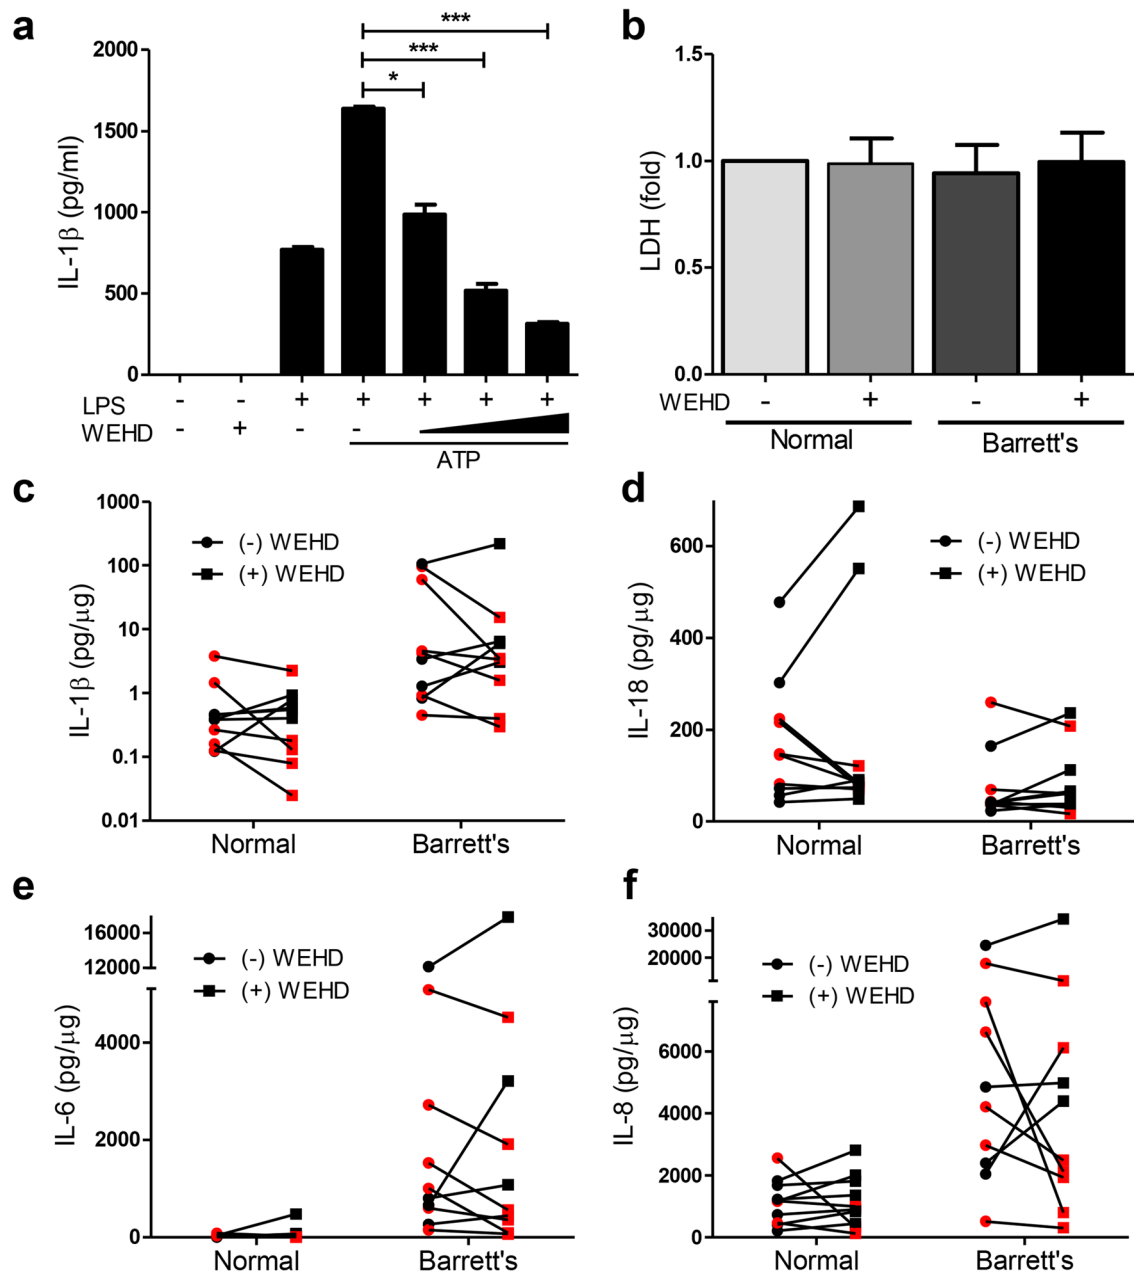 a
IL-1β (pg/ml)
2000
1500
1000
500
0
***
***
*
LPS - - + + + + +
WEHD - + - -
ATP
b
LDH (fold)
1.5
1.0
0.5
0.0
WEHD - + - +
Normal Barrett's
c
IL-1β (pg/μg)
1000
100
10
1
0.1
0.01
(-) WEHD
(+) WEHD
Normal Barrett's
d
IL-18 (pg/μg)
600
400
200
0
(-) WEHD
(+) WEHD
Normal Barrett's
e
IL-6 (pg/μg)
16000
12000
4000
2000
0
(-) WEHD
(+) WEHD
Normal Barrett's
f
IL-8 (pg/μg)
30000
20000
6000
4000
2000
0
(-) WEHD
(+) WEHD
Normal Barrett's